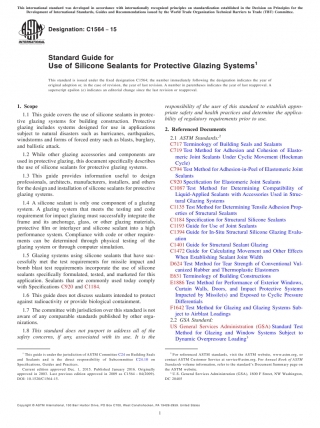 This international standard was developed in accordance with internationally recognized principles on standardization established in the Decision on Principles for the
Development of International Standards, Guides and Recommendations issued by the World Trade Organization Technical Barriers to Trade (TBT) Committee.
Designation: C1564 − 15
Standard Guide for
Use of Silicone Sealants for Protective Glazing Systems1
This standard is issued under the fixed designation C1564; the number immediately following the designation indicates the year of
original adoption or, in the case of revision, the year of last revision. A number in parentheses indicates the year of last reapproval. A
superscript epsilon (ε) indicates an editorial change since the last revision or reapproval.
1. Scope
1.1 This guide covers the use of silicone sealants in protec-
tive glazing systems for building construction. Protective
glazing includes systems designed for use in applications
subject to natural disasters such as hurricanes, earthquakes,
windstorms and forms of forced entry such as blasts, burglary,
and ballistic attack.
1.2 While other glazing accessories and components are
used in protective glazing, this document specifically describes
the use of silicone sealants for protective glazing systems.
1.3 This guide provides information useful to design
professionals, architects, manufacturers, installers, and others
for the design and installation of silicone sealants for protective
glazing systems.
1.4 A silicone sealant is only one component of a glazing
system. A glazing system that meets the testing and code
requirement for impact glazing must successfully integrate the
frame and its anchorage, glass, or other glazing materials,
protective film or interlayer and silicone sealant into a high
performance system. Compliance with code or other require-
ments can be determined through physical testing of the
glazing system or through computer simulation.
1.5 Glazing systems using silicone sealants that have suc-
cessfully met the test requirements for missile impact and
bomb blast test requirements incorporate the use of silicone
sealants specifically formulated, tested, and marketed for this
application. Sealants that are commonly used today comply
with Specifications C920 and C1184.
1.6 This guide does not discuss sealants intended to protect
against radioactivity or provide biological containment.
1.7 The committee with jurisdiction over this standard is not
aware of any comparable standards published by other orga-
nizations.
1.8 This standard does not purport to address all of the
safety concerns, if any, associated with its use. It is the
responsibility of the user of this standard to establish appro-
priate safety and health practices and determine the applica-
bility of regulatory requirements prior to use.
2. Referenced Documents
2.1 ASTM Standards:2
C717 Terminology of Building Seals and Sealants
C719 Test Method for Adhesion and Cohesion of Elasto-
meric Joint Sealants Under Cyclic Movement (Hockman
Cycle)
C794 Test Method for Adhesion-in-Peel of Elastomeric Joint
Sealants
C920 Specification for Elastomeric Joint Sealants
C1087 Test Method for Determining Compatibility of
Liquid-Applied Sealants with Accessories Used in Struc-
tural Glazing Systems
C1135 Test Method for Determining Tensile Adhesion Prop-
erties of Structural Sealants
C1184 Specification for Structural Silicone Sealants
C1193 Guide for Use of Joint Sealants
C1394 Guide for In-Situ Structural Silicone Glazing Evalu-
ation
C1401 Guide for Structural Sealant Glazing
C1472 Guide for Calculating Movement and Other Effects
When Establishing Sealant Joint Width
D624 Test Method for Tear Strength of Conventional Vul-
canized Rubber and Thermoplastic Elastomers
E631 Terminology of Building Constructions
E1886 Test Method for Performance of Exterior Windows,
Curtain Walls, Doors, and Impact Protective Systems
Impacted by Missile(s) and Exposed to Cyclic Pressure
Differentials
F1642 Test Method for Glazing and Glazing Systems Sub-
ject to Airblast Loadings
2.2 GSA Standard:
US General Services Administration (GSA) Standard Test
Method for Glazing and Window Systems Subject to
Dynamic Overpressure Loading3
1 This guide is under the jurisdiction of ASTM Committee C24 on Building Seals
and Sealants and is the direct responsibility of Subcommittee C24.10 on
Specifications, Guides and Practices.
Current edition approved Dec. 1, 2015. Published January 2016. Originally
approved in 2003. Last previous edition approved in 2009 as C1564 – 04(2009).
DOI: 10.1520/C1564-15.
2 For referenced ASTM standards, visit the ASTM website, www.astm.org, or
contact ASTM Customer Service at service@astm.org. For Annual Book of ASTM
Standards volume information, refer to the standard's Document Summary page on
the ASTM website.
Copyright © ASTM International, 100 Barr Harbor Drive, PO Box C700, West Conshohocken, PA 19428-2959. United States
1